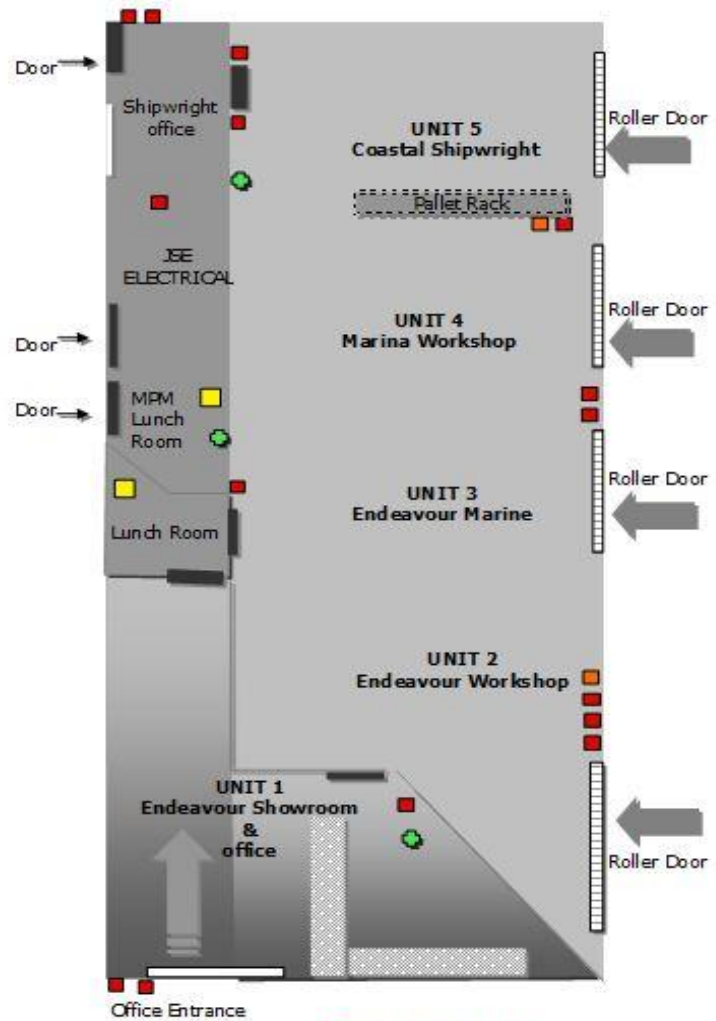 Door
Shipwright
office
UNIT 5
Coastal Shipwright
Roller Door
Pallet Rack
JSE
ELECTRICAL
Door
UNIT 4
Marina Workshop
Roller Door
Door
MPM
Lunch
Room
Lunch Room
UNIT 3
Endeavour Marine
Roller Door
UNIT 2
Endeavour Workshop
UNIT 1
Endeavour Showroom
&
office
Roller Door
Office Entrance